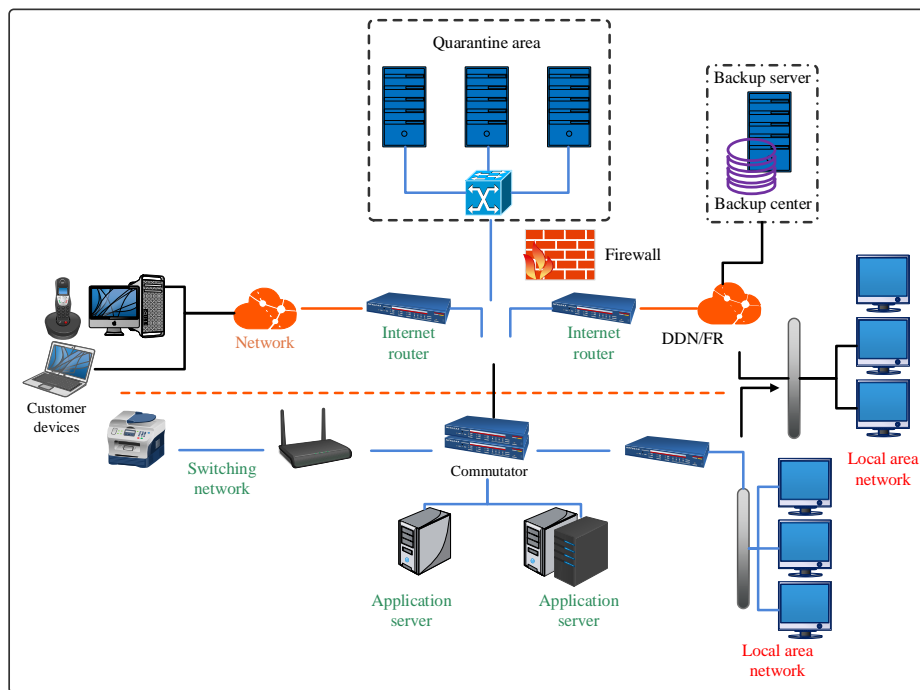 Quarantine area
Backup server
Backup center
Firewall
Internet
router
Internet
router
Network
DDN/FR
Customer
devices
Switching
network
Commutator
Local area
network
Application
server
Application
server
Local area
network